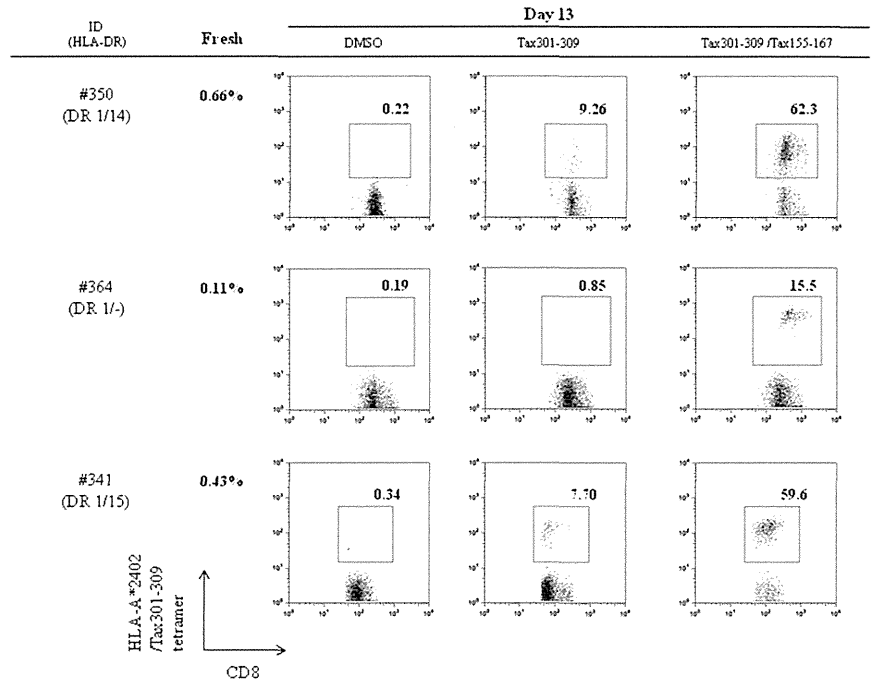 Day 13
ID
(HLA-DR)
Fresh
DMSO
Tax301-309
Tax301-309 /Tax155-167
#350
(DR 1/14)
0.66%
0.22
9.26
62.3
#364
(DR 1/-)
0.11%
0.19
0.85
15.5
#341
(DR 1/15)
0.43%
0.34
7.70
59.6
HLA-A*2402
/Tax301-309
tetramer
CD8